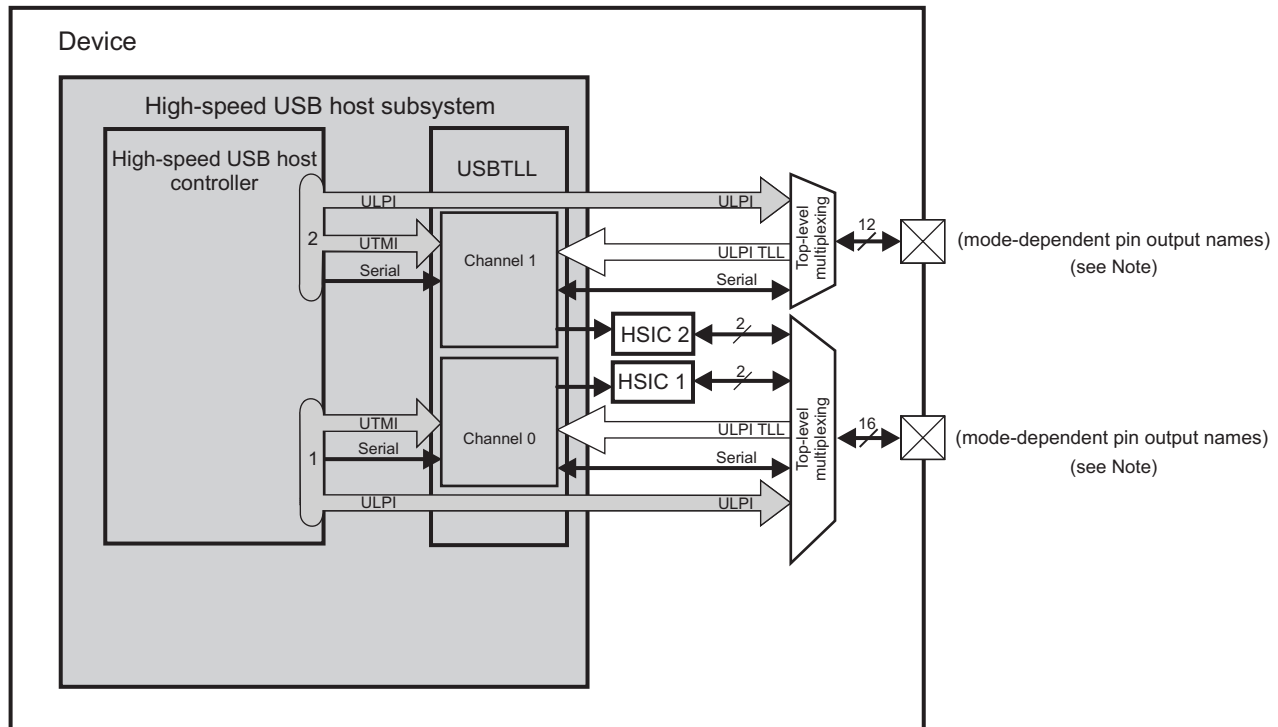 Device
High-speed USB host subsystem
High-speed USB host
controller
USBTLL
ULPI
ULPI
2
UTMI
Serial
Channel 1
ULPI TLL
Serial
Top-level
multiplexing
12
(mode-dependent pin output names)
(see Note)
HSIC 2
2
HSIC 1
2
1
UTMI
Serial
Channel 0
ULPI TLL
Serial
Top-level
multiplexing
16
(mode-dependent pin output names)
(see Note)
ULPI
ULPI